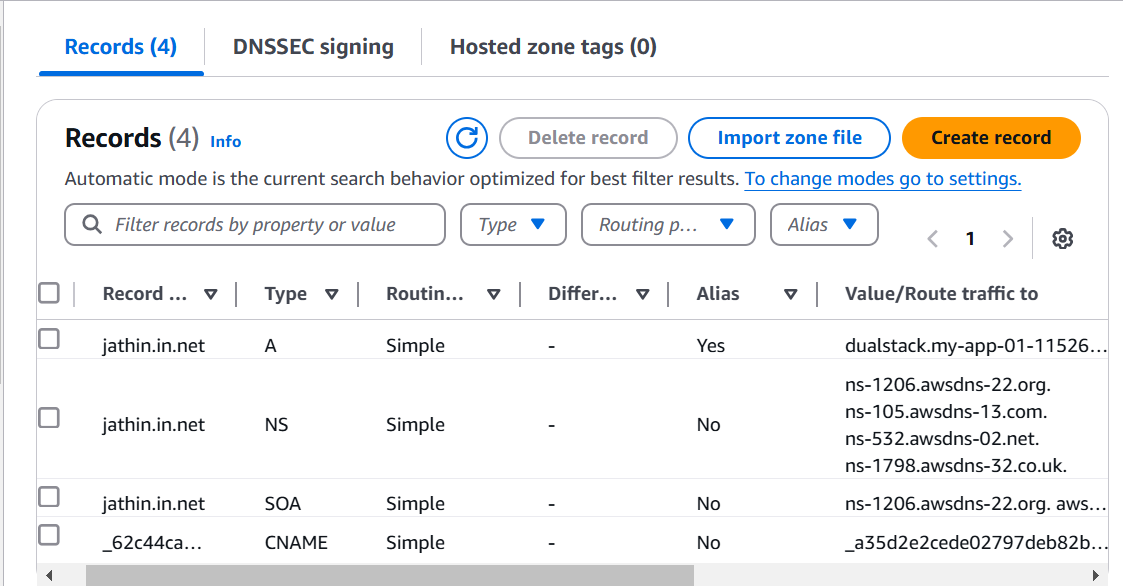 Records (4) DNSSEC signing Hosted zone tags (0)
Records (4) Info Delete record Import zone file Create record
Automatic mode is the current search behavior optimized for best filter results. To change modes go to settings.
Filter records by property or value Type Routing p... Alias 1
Record ... Type Routin... Differ... Alias Value/Route traffic to
jathin.in.net A Simple - Yes dualstack.my-app-01-11526...
ns-1206.awsdns-22.org.
ns-105.awsdns-13.com.
jathin.in.net NS Simple - No
ns-532.awsdns-02.net.
ns-1798.awsdns-32.co.uk.
jathin.in.net SOA Simple - No ns-1206.awsdns-22.org. aws...
_62c44ca... CNAME Simple - No _a35d2e2cede02797deb82b...